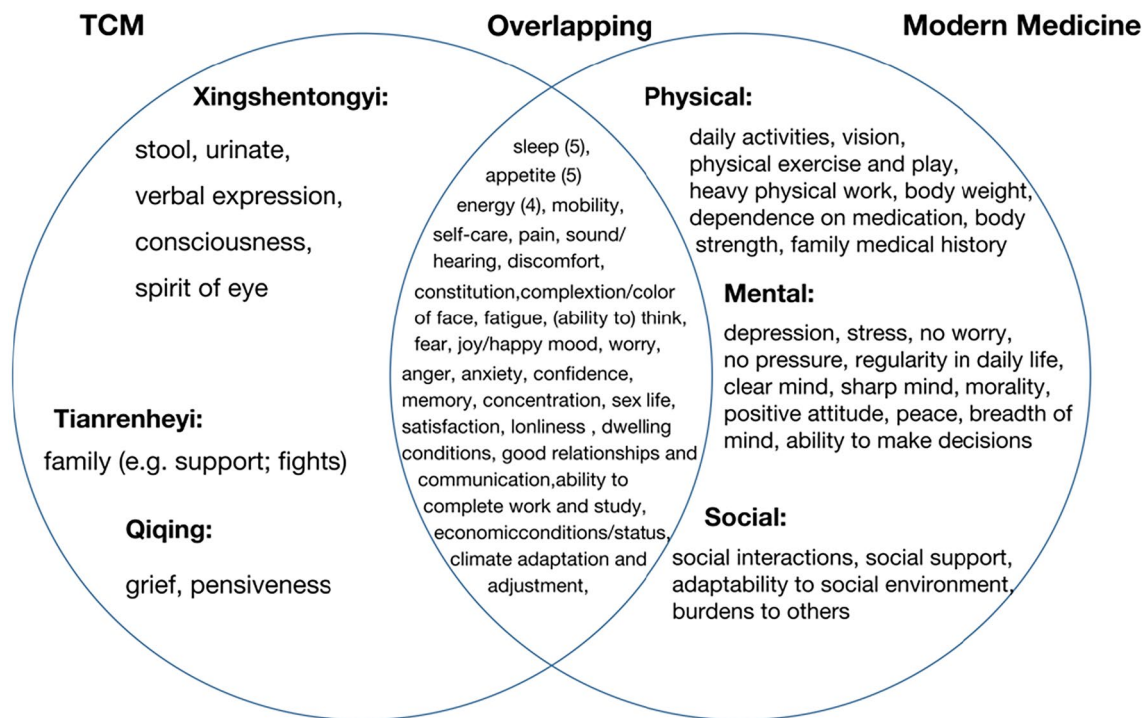 TCM
Overlapping
Modern Medicine
Xingshentongyi:
stool, urinate,
verbal expression,
consciousness,
spirit of eye
Tianrenheyi:
family (e.g. support; fights)
Qiqing:
grief, pensiveness
sleep (5),
appetite (5)
energy (4), mobility,
self-care, pain, sound/
hearing, discomfort,
constitution,complextion/color
of face, fatigue, (ability to) think,
fear, joy/happy mood, worry,
anger, anxiety, confidence,
memory, concentration, sex life,
satisfaction, lonliness , dwelling
conditions, good relationships and
communication,ability to
complete work and study,
economicconditions/status,
climate adaptation and
adjustment,
Physical:
daily activities, vision,
physical exercise and play,
heavy physical work, body weight,
dependence on medication, body
strength, family medical history
Mental:
depression, stress, no worry,
no pressure, regularity in daily life,
clear mind, sharp mind, morality,
positive attitude, peace, breadth of
mind, ability to make decisions
Social:
social interactions, social support,
adaptability to social environment,
burdens to others